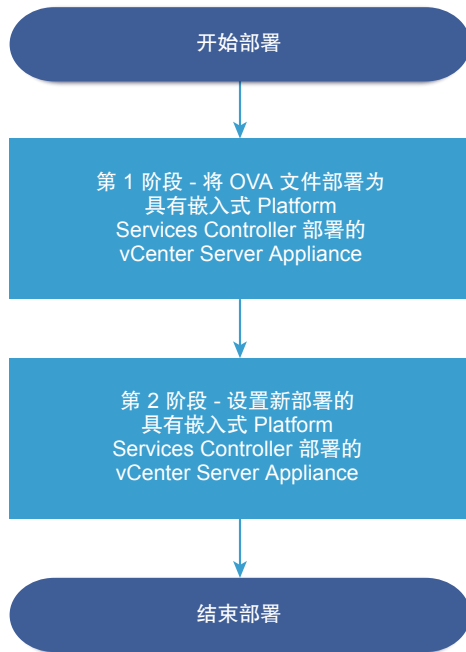 开始部署
第 1 阶段 - 将 OVA 文件部署为
具有嵌入式 Platform
Services Controller 部署的
vCenter Server Appliance
第 2 阶段 - 设置新部署的
具有嵌入式 Platform
Services Controller 部署的
vCenter Server Appliance
结束部署